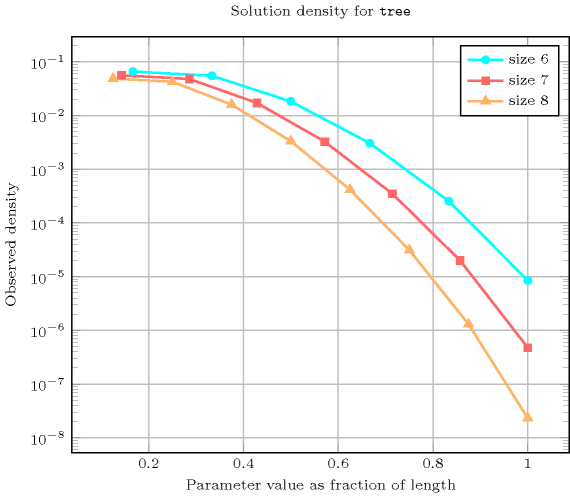 Solution density for tree
size 6
size 7
size 8
10^−1
10^−2
10^−3
10^−4
10^−5
10^−6
10^−7
10^−8
Observed density
0.2 0.4 0.6 0.8 1
Parameter value as fraction of length